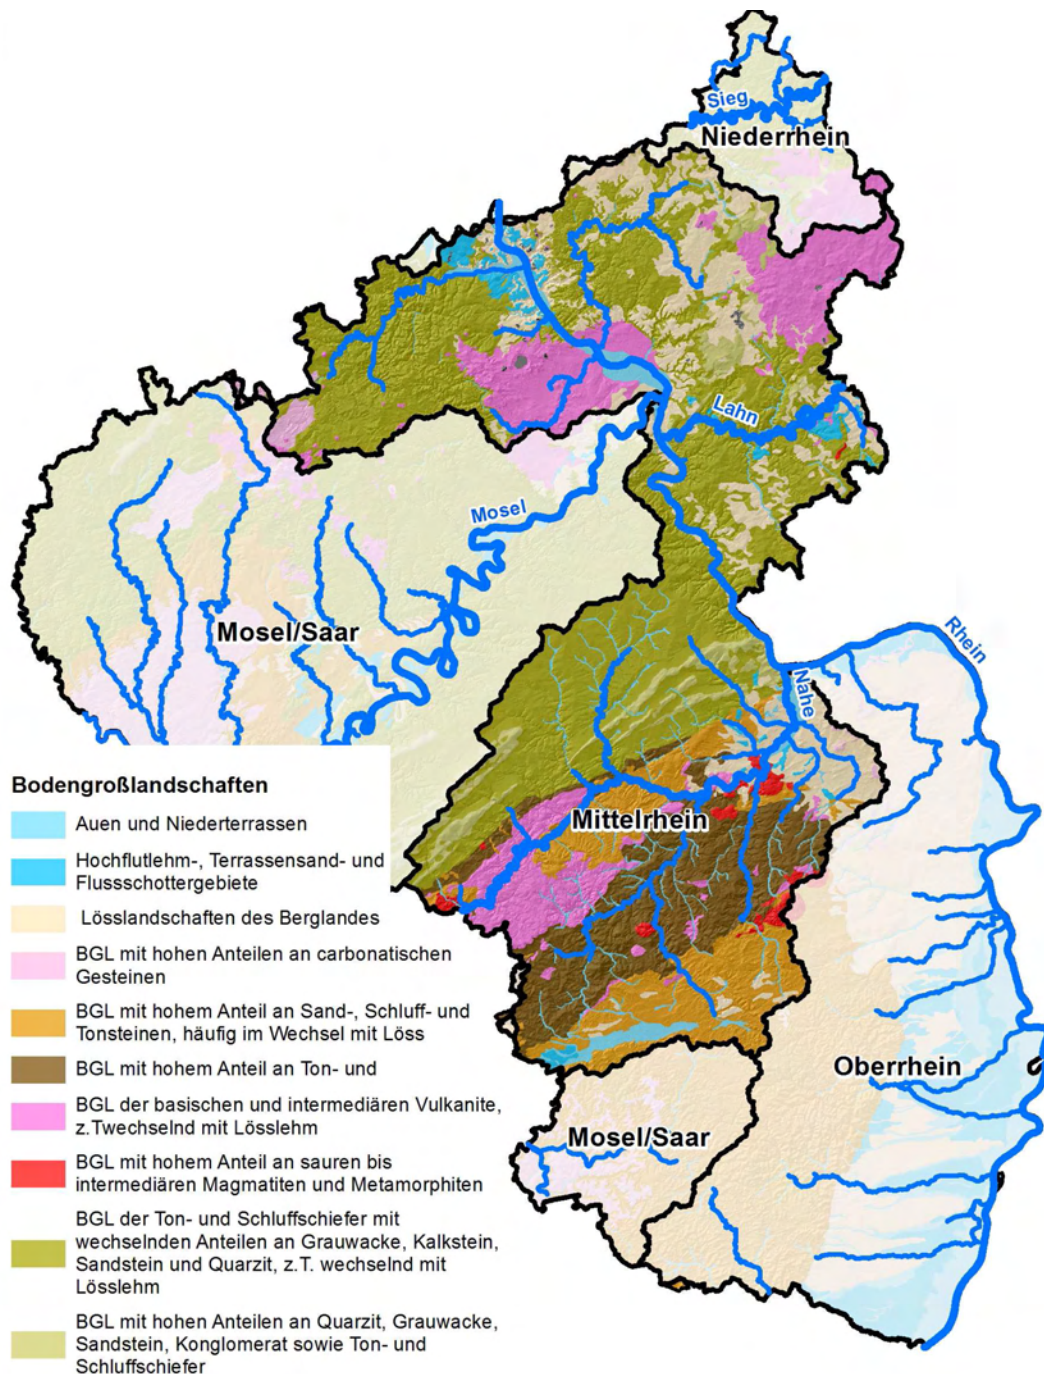 Sieg
Niederrhein
Lahn
Mosel
Mosel/Saar
Rhein
Nahe
Mittelrhein
Oberrhein
Mosel/Saar
Bodengroßlandschaften
Auen und Niederterrassen
Hochflutlehm-, Terrassensand- und
Flussschottergebiete
Lösslandschaften des Berglandes
BGL mit hohen Anteilen an carbonatischen
Gesteinen
BGL mit hohem Anteil an Sand-, Schluff- und
Tonsteinen, häufig im Wechsel mit Löss
BGL mit hohem Anteil an Ton- und
BGL der basischen und intermediären Vulkanite,
z.Twechselnd mit Lösslehm
BGL mit hohem Anteil an sauren bis
intermediären Magmatiten und Metamorphiten
BGL der Ton- und Schluffschiefer mit
wechselnden Anteilen an Grauwacke, Kalkstein,
Sandstein und Quarzit, z.T. wechselnd mit
Lösslehm
BGL mit hohen Anteilen an Quarzit, Grauwacke,
Sandstein, Konglomerat sowie Ton- und
Schluffschiefer